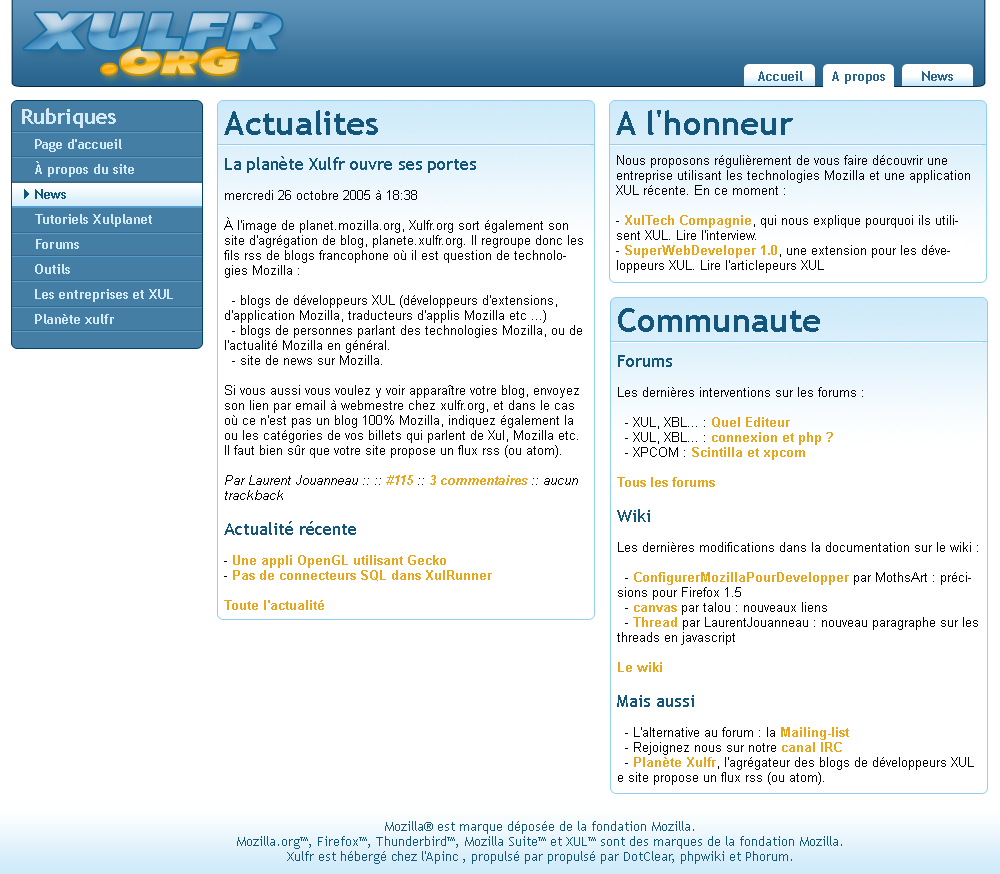 XULFR
.ORG
Accueil
A propos
News
Rubriques
Page d'accueil
À propos du site
News
Tutoriels Xulplanet
Forums
Outils
Les entreprises et XUL
Planète xulfr
Actualites
La planète Xulfr ouvre ses portes
mercredi 26 octobre 2005 à 18:38
À l'image de planet.mozilla.org, Xulfr.org sort également son
site d'agrégation de blog, planete.xulfr.org. Il regroupe donc les
fils rss de blogs francophone où il est question de technolo-
gies Mozilla :
- blogs de développeurs XUL (développeurs d'extensions,
d'application Mozilla, traducteurs d'applis Mozilla etc ...)
- blogs de personnes parlant des technologies Mozilla, ou de
l'actualité Mozilla en général.
- site de news sur Mozilla.
Si vous aussi vous voulez y voir apparaître votre blog, envoyez
son lien par email à webmestre chez xulfr.org, et dans le cas
où ce n'est pas un blog 100% Mozilla, indiquez également la
ou les catégories de vos billets qui parlent de Xul, Mozilla etc.
Il faut bien sûr que votre site propose un flux rss (ou atom).
Par Laurent Jouanneau :: :: #115 :: 3 commentaires :: aucun
trackback
Actualité récente
- Une appli OpenGL utilisant Gecko
- Pas de connecteurs SQL dans XulRunner
Toute l'actualité
A l'honneur
Nous proposons régulièrement de vous faire découvrir une
entreprise utilisant les technologies Mozilla et une application
XUL récente. En ce moment :
- XulTech Compagnie, qui nous explique pourquoi ils utili-
sent XUL. Lire l'interview
- SuperWebDeveloper 1.0, une extension pour les déve-
loppeurs XUL. Lire l'articlepeurs XUL
Communaute
Forums
Les dernières interventions sur les forums :
- XUL, XBL... : Quel Editeur
- XUL, XBL... : connexion et php ?
- XPCOM : Scintilla et xpcom
Tous les forums
Wiki
Les dernières modifications dans la documentation sur le wiki :
- ConfigurerMozillaPourDevelopper par MothsArt : préci-
sions pour Firefox 1.5
- canvas par talou : nouveaux liens
- Thread par LaurentJouanneau : nouveau paragraphe sur les
threads en javascript
Le wiki
Mais aussi
- L'alternative au forum : la Mailing-list
- Rejoignez nous sur notre canal IRC
- Planète Xulfr, l'agrégateur des blogs de développeurs XUL
e site propose un flux rss (ou atom).
Mozilla® est marque déposée de la fondation Mozilla.
Mozilla.org™, Firefox™, Thunderbird™, Mozilla Suite™ et XUL™ sont des marques de la fondation Mozilla.
Xulfr est hébergé chez l'Apinc , propulsé par propulsé par DotClear, phpwiki et Phorum.